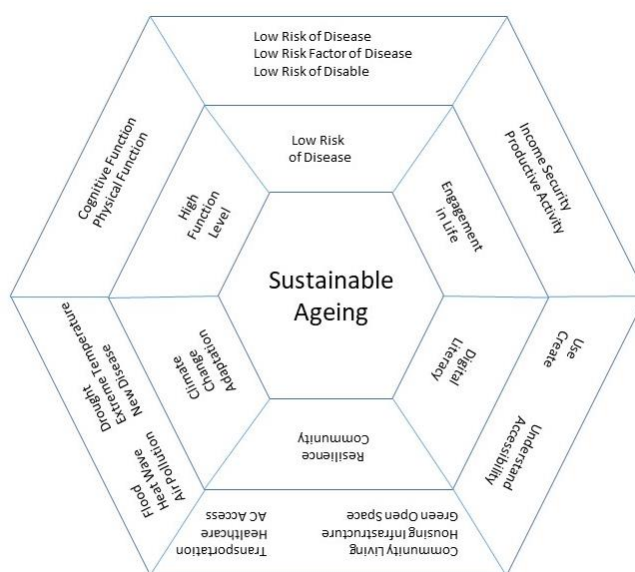 Low Risk of Disease
Low Risk Factor of Disease
Low Risk of Disable
Low Risk
of Disease
Income Security
Productive Activity
Engagement
in Life
Use
Create
Understand
Accessibility
Digital
Literacy
Community Living
Housing Infrastructure
Green Open Space
Transportation
Healthcare
AC Access
Resilience
Community
Flood
Heat Wave
Air Pollution
Drought
Extreme Temperature
New Disease
Climate
Change
Adaptation
Cognitive Function
Physical Function
High
Function
Level
Sustainable
Ageing